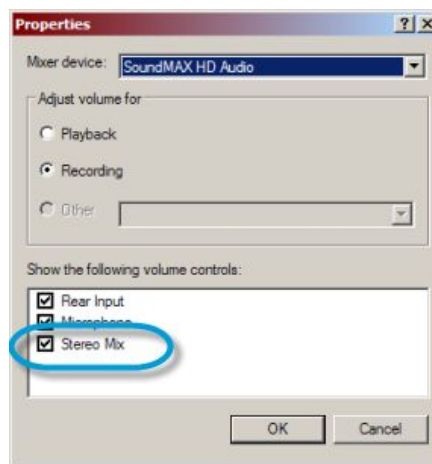 Properties
Mixer device: SoundMAX HD Audio
Adjust volume for
Playback
Recording
Other
Show the following volume controls:
Rear Input
Microphone
Stereo Mix
OK Cancel